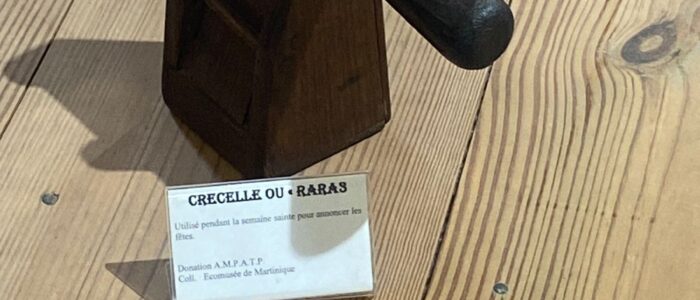 CRECELLE OU « RARAS
Utilisé pendant la semaine sainte pour annoncer les
fêtes.
Donation A.M.P.A.T.P
Coll. Ecomusée de Martinique